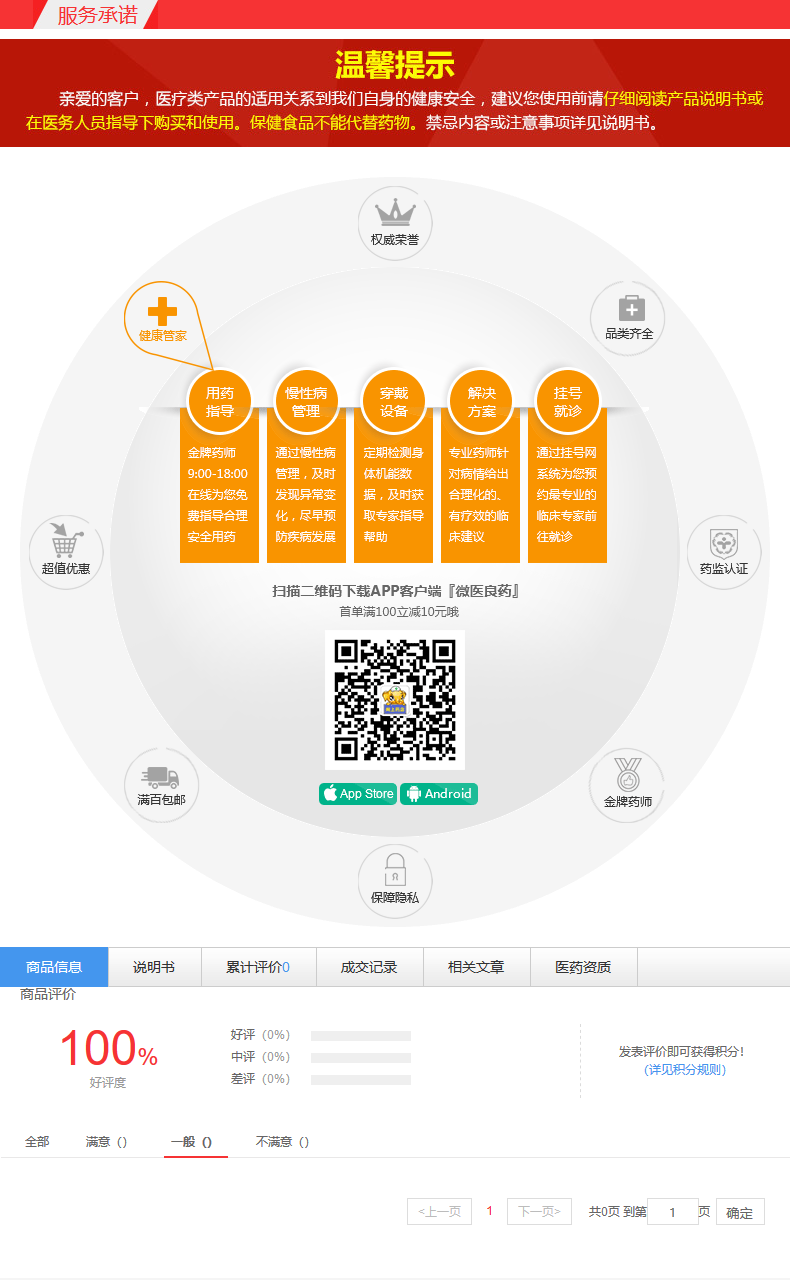 服务承诺
温馨提示
亲爱的客户，医疗类产品的适用关系到我们自身的健康安全，建议您使用前请仔细阅读产品说明书或
在医务人员指导下购买和使用。保健食品不能代替药物。禁忌内容或注意事项详见说明书。
权威荣誉
健康管家
品类齐全
用药
指导
慢性病
管理
穿戴
设备
解决
方案
挂号
就诊
金牌药师
9:00-18:00
在线为您免
费指导合理
安全用药
通过慢性病
管理，及时
发现异常变
化，尽早预
防疾病发展
定期检测身
体机能数
据，及时获
取专家指导
帮助
专业药师针
对病情给出
合理化的、
有疗效的临
床建议
通过挂号网
系统为您预
约最专业的
临床专家前
往就诊
超值优惠
药监认证
扫描二维码下载APP客户端『微医良药』
首单满100立减10元哦
App Store
Android
满百包邮
金牌药师
保障隐私
商品信息 说明书 累计评价0 成交记录 相关文章 医药资质
商品评价
100%
好评度
好评（0%）
中评（0%）
差评（0%）
发表评价即可获得积分！
(详见积分规则)
全部 满意（） 一般（） 不满意（）
<上一页 1 下一页> 共0页 到第 1 页 确定